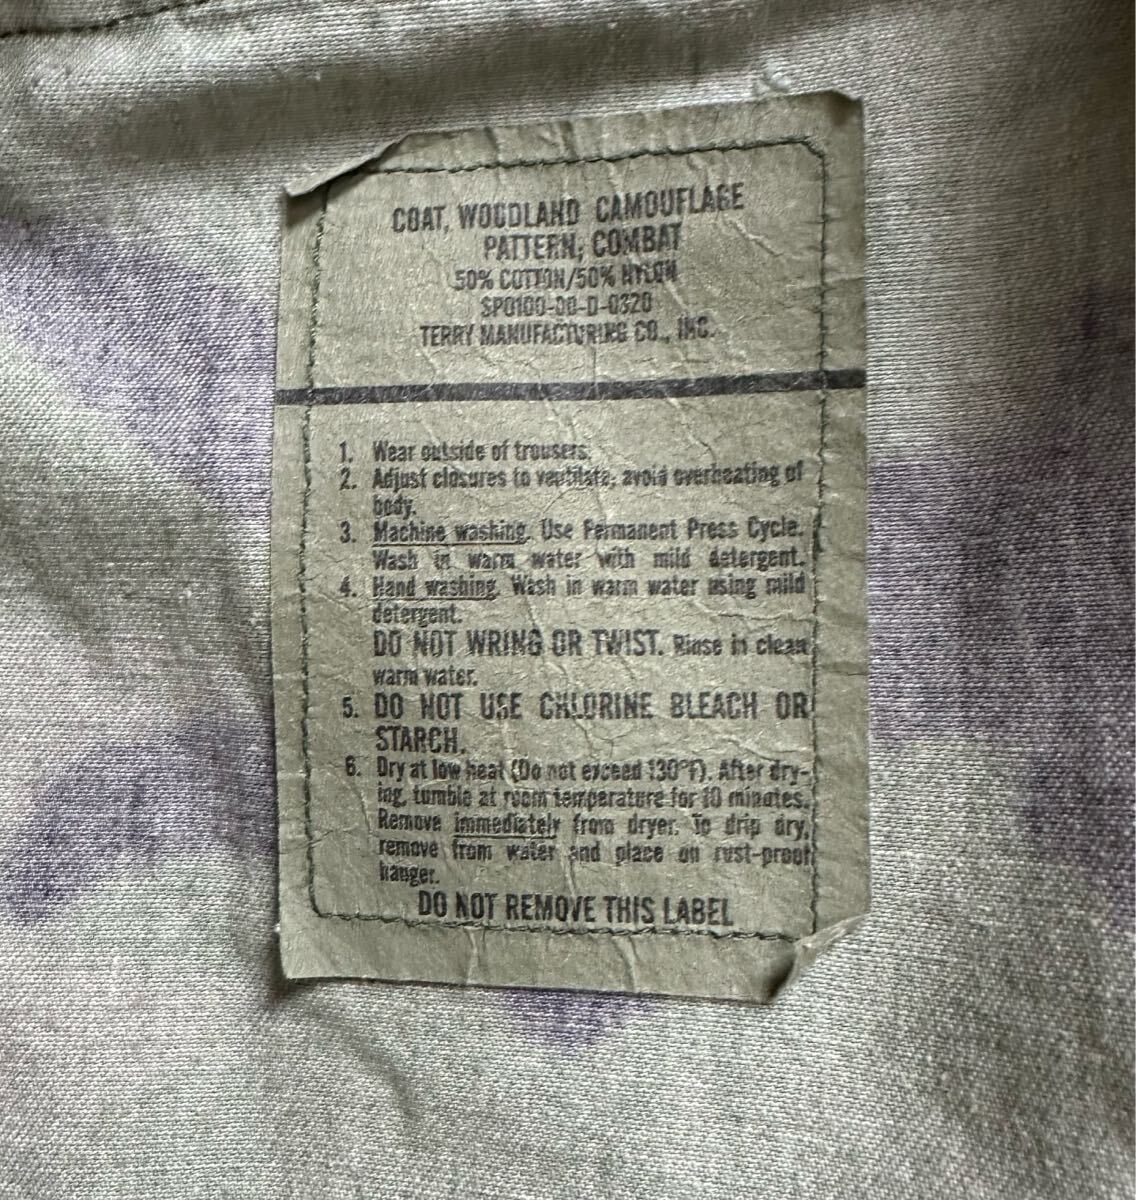 COAT, WOODLAND CAMOUFLAGE
PATTERN; COMBAT
50% COTTON/50% NYLON
SPO100-00-D-0320
TERRY MANUFACTURING CO., INC.
1. Wear outside of trousers.
2. Adjust closures to ventilate; avoid overheating of
body.
3. Machine washing. Use Permanent Press Cycle.
Wash in warm water with mild detergent.
4. Hand washing. Wash in warm water using mild
detergent.
DO NOT WRING OR TWIST. Rinse in clean
warm water.
5. DO NOT USE CHLORINE BLEACH OR
STARCH.
6. Dry at low heat (Do not exceed 130°F). After dry-
ing, tumble at room temperature for 10 minutes.
Remove immediately from dryer. To drip dry,
remove from water and place on rust-proof
hanger.
DO NOT REMOVE THIS LABEL